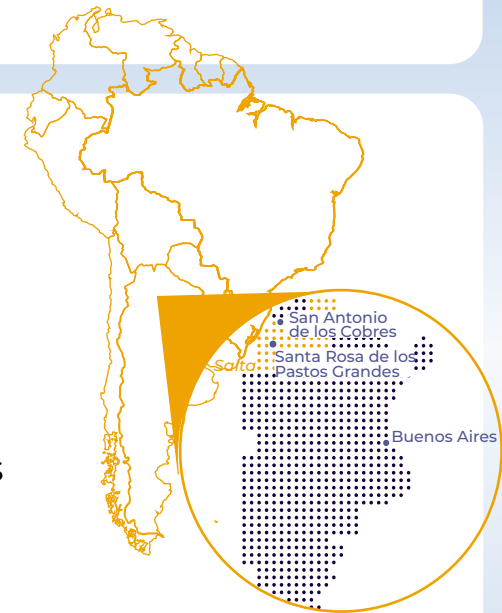 San Antonio
de los Cobres
Santa Rosa de los
Salta
Pastos Grandes
Buenos Aires
s